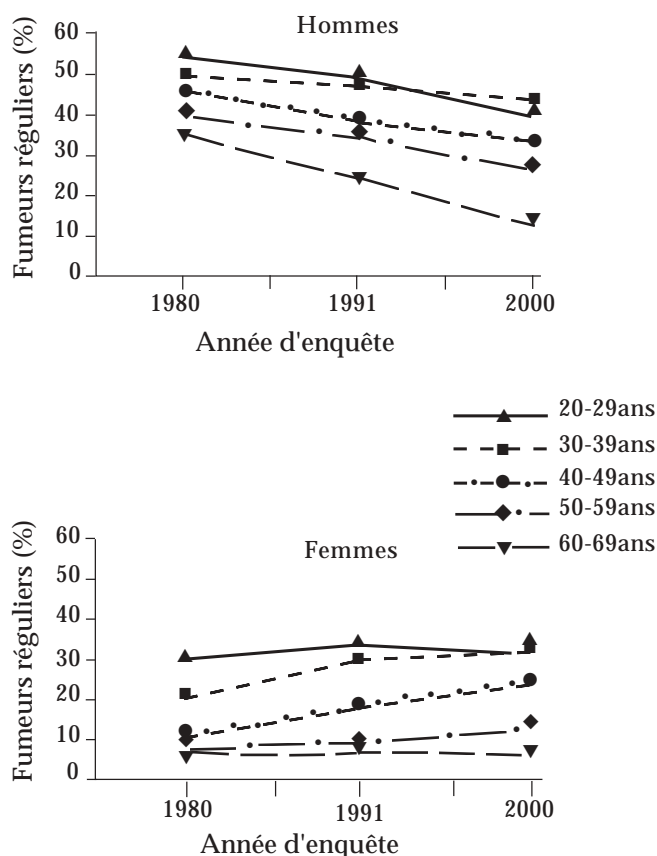 Hommes
Fumeurs réguliers (%)
60
50
40
30
20
10
0
1980 1991 2000
Année d'enquête
20-29ans
30-39ans
40-49ans
50-59ans
60-69ans
Femmes
Fumeurs réguliers (%)
60
50
40
30
20
10
0
1980 1991 2000
Année d'enquête